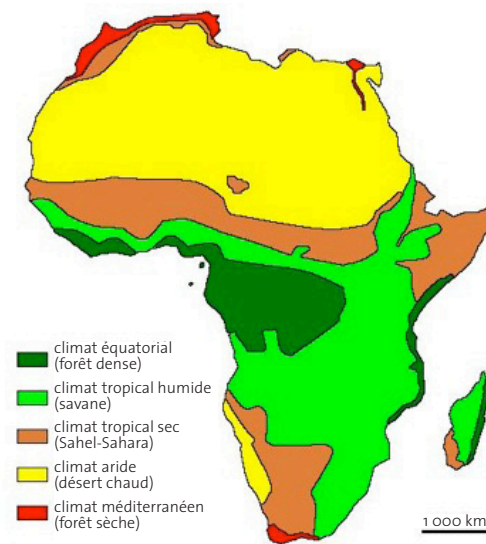 climat équatorial
(forêt dense)
climat tropical humide
(savane)
climat tropical sec
(Sahel-Sahara)
climat aride
(désert chaud)
climat méditerranéen
(forêt sèche)
1 000 km